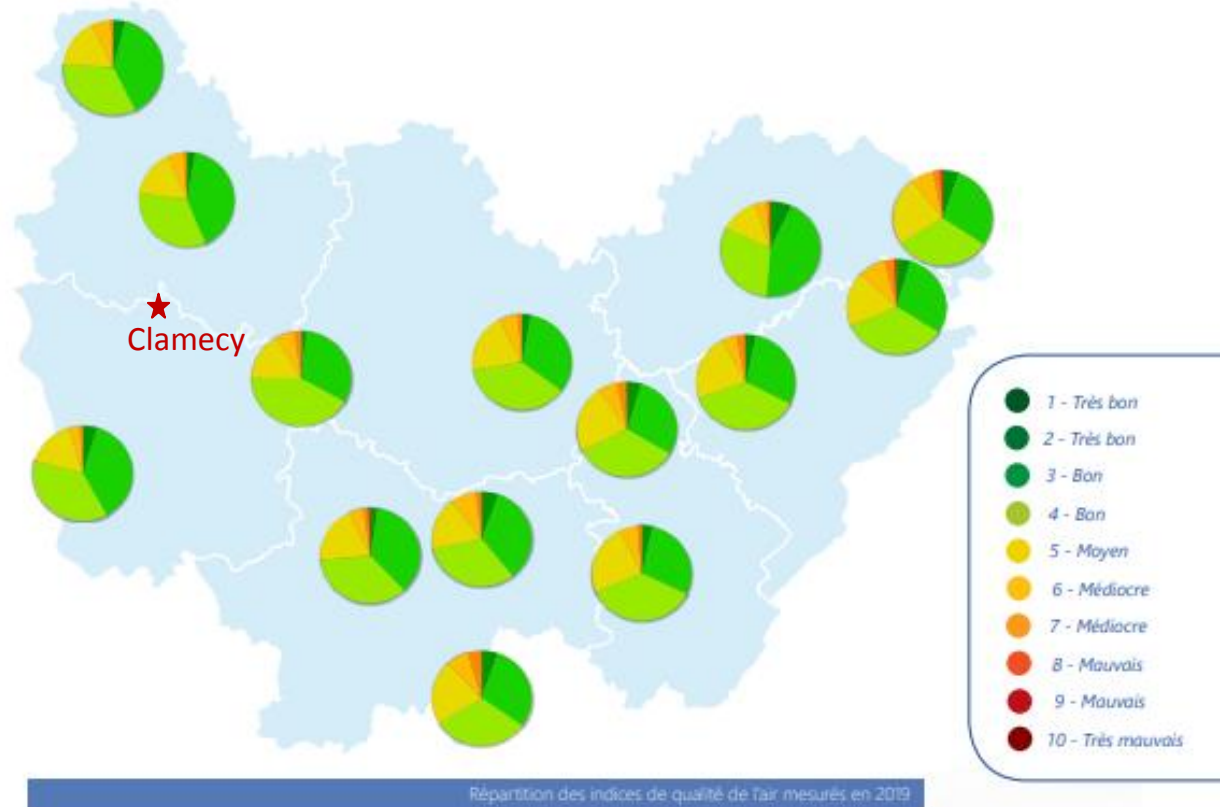 Clamecy
1 - Très bon
2 - Très bon
3 - Bon
4 - Bon
5 - Moyen
6 - Médiocre
7 - Médiocre
8 - Mauvais
9 - Mauvais
10 - Très mauvais
Répartition des indices de qualité de l'air mesurés en 2019